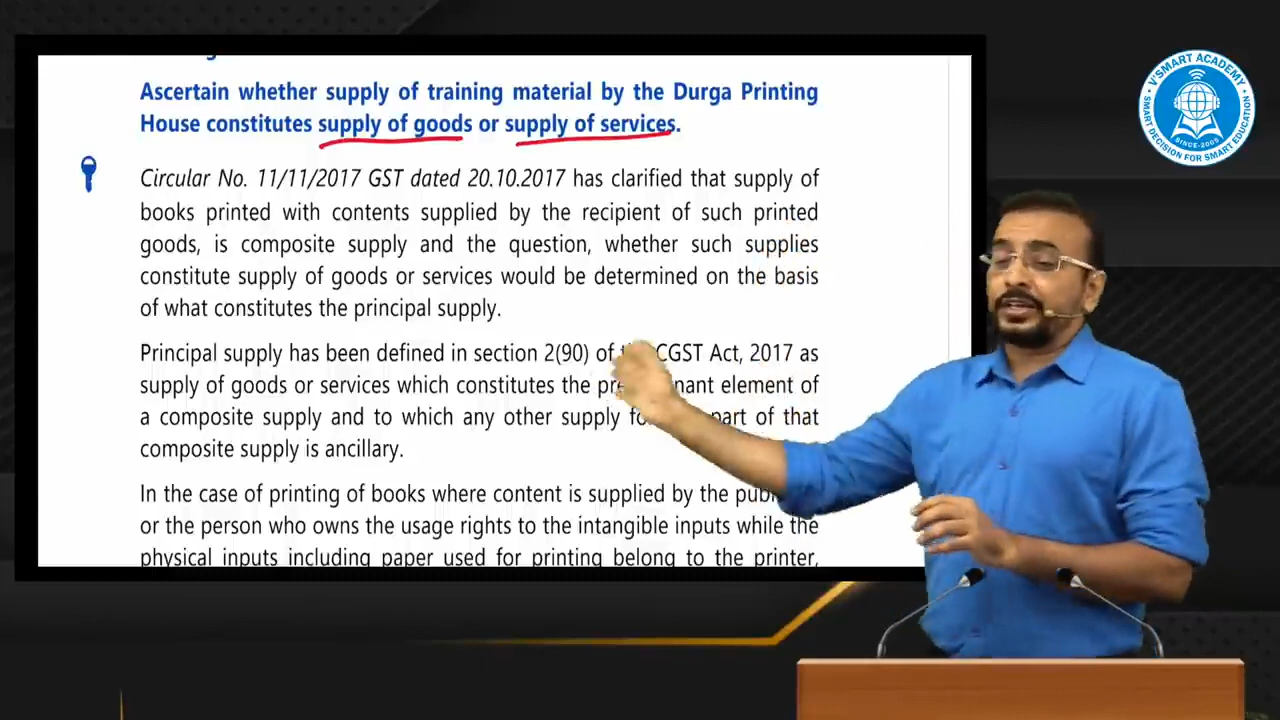 Ascertain whether supply of training material by the Durga Printing
House constitutes supply of goods or supply of services.
Circular No. 11/11/2017 GST dated 20.10.2017 has clarified that supply of
books printed with contents supplied by the recipient of such printed
goods, is composite supply and the question, whether such supplies
constitute supply of goods or services would be determined on the basis
of what constitutes the principal supply.
Principal supply has been defined in section 2(90) of CGST Act, 2017 as
supply of goods or services which constitutes the element of
a composite supply and to which any other supply part of that
composite supply is ancillary.
In the case of printing of books where content is supplied by the
or the person who owns the usage rights to the intangible inputs while the
physical inputs including paper used for printing belong to the printer,
V'SMART ACADEMY
SINCE-2005
SMART DECISION FOR SMART EDUCATION